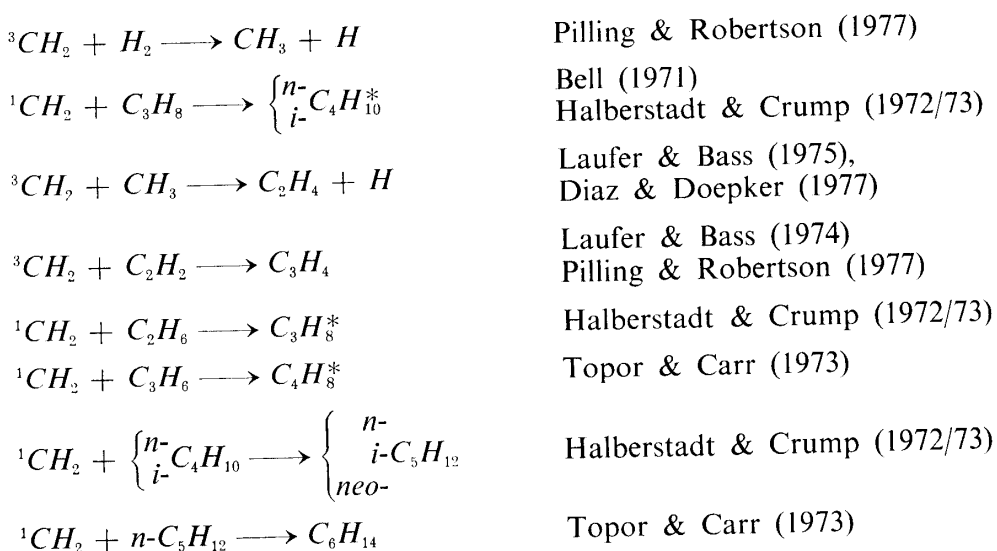 ³CH₂ + H₂ ⟶ CH₃ + H Pilling & Robertson (1977)
Bell (1971)
¹CH₂ + C₃H₈ ⟶ { n- i- C₄H₁₀* Halberstadt & Crump (1972/73)
Laufer & Bass (1975),
³CH₂ + CH₃ ⟶ C₂H₄ + H Diaz & Doepker (1977)
Laufer & Bass (1974)
³CH₂ + C₂H₂ ⟶ C₃H₄ Pilling & Robertson (1977)
¹CH₂ + C₂H₆ ⟶ C₃H₈* Halberstadt & Crump (1972/73)
¹CH₂ + C₃H₆ ⟶ C₄H₈* Topor & Carr (1973)
¹CH₂ + { n- i- C₄H₁₀ ⟶ { n- i- neo- C₅H₁₂ Halberstadt & Crump (1972/73)
¹CH₂ + n-C₅H₁₂ ⟶ C₆H₁₄ Topor & Carr (1973)